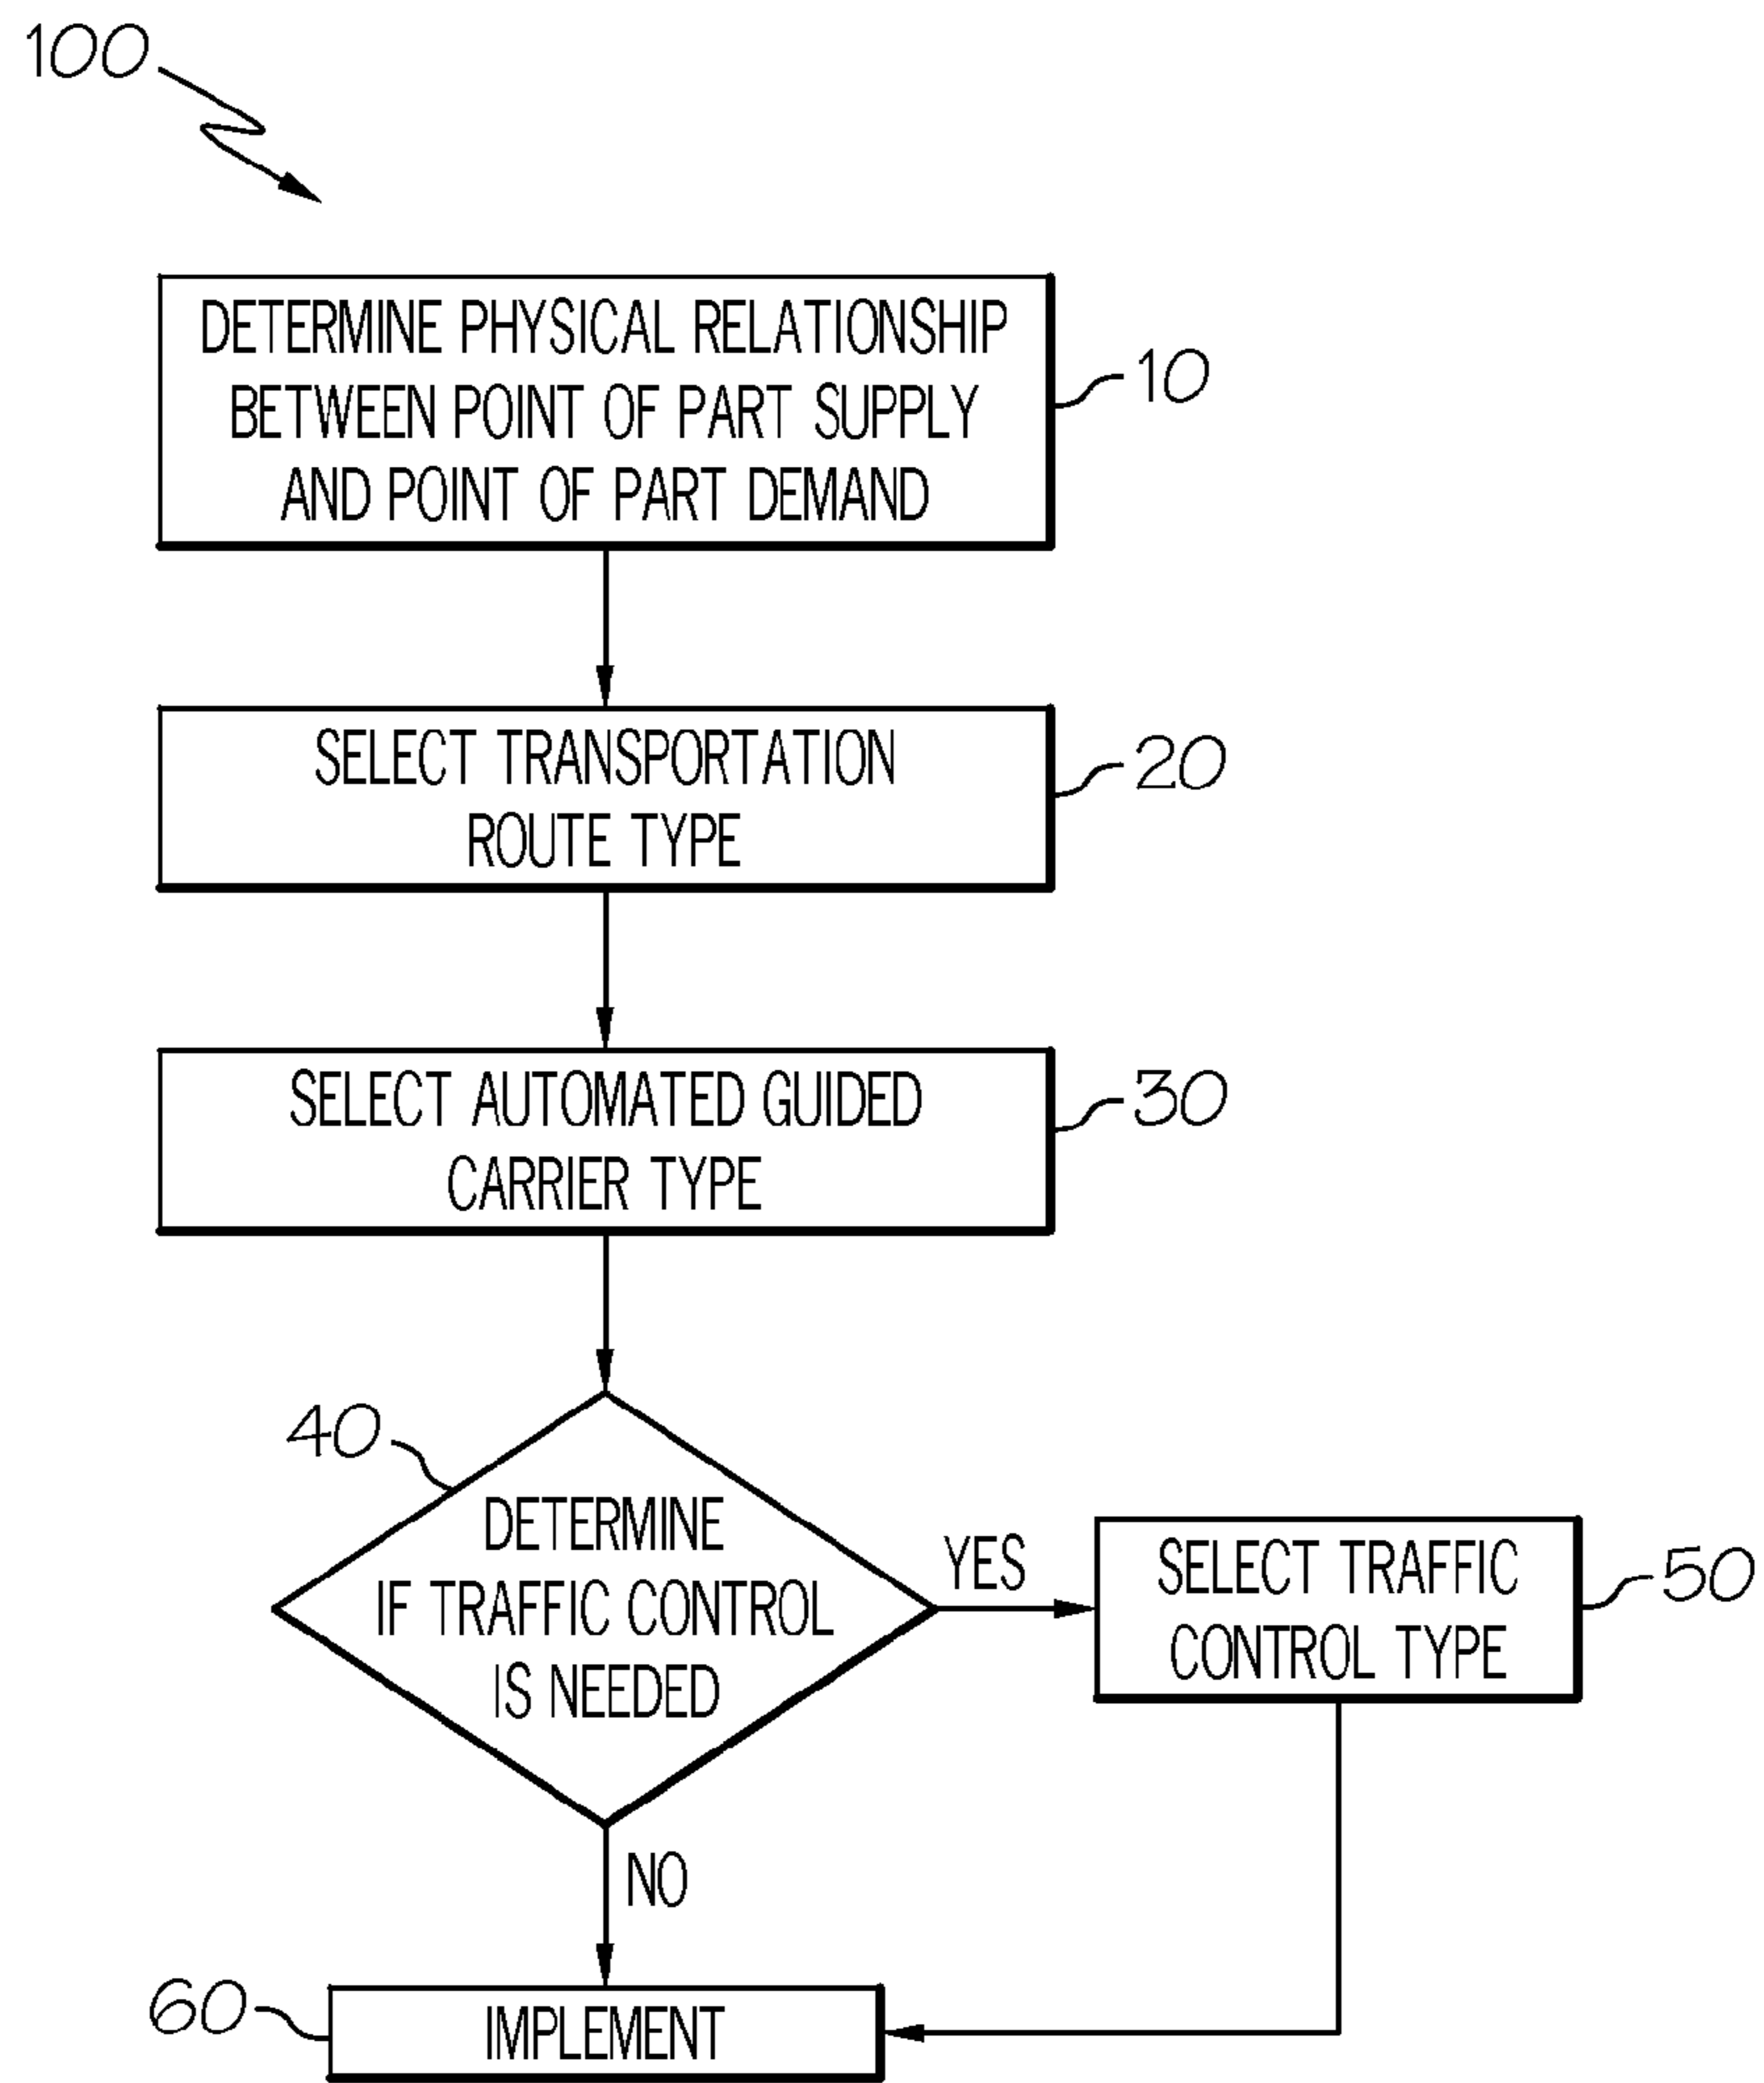 100
DETERMINE PHYSICAL RELATIONSHIP
BETWEEN POINT OF PART SUPPLY
AND POINT OF PART DEMAND
10
SELECT TRANSPORTATION
ROUTE TYPE
20
SELECT AUTOMATED GUIDED
CARRIER TYPE
30
40
DETERMINE
IF TRAFFIC CONTROL
IS NEEDED
YES
SELECT TRAFFIC
CONTROL TYPE
50
NO
60
IMPLEMENT